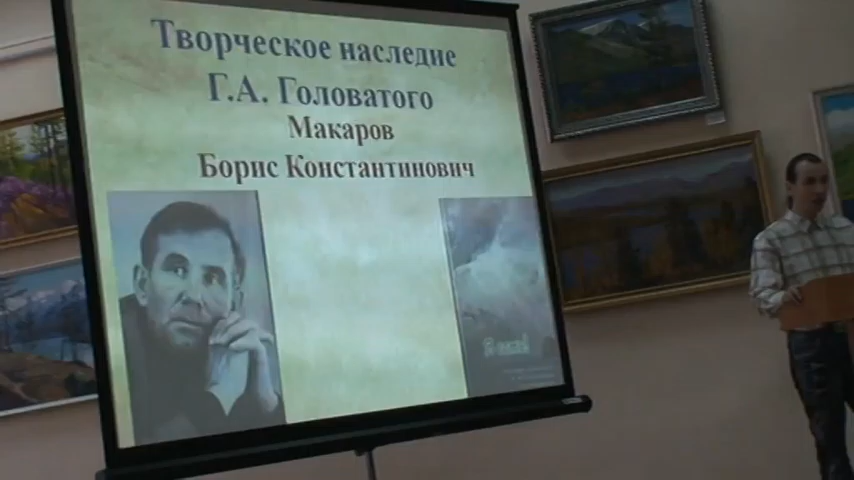 Творческое наследие
Г.А. Головатого
Макаров
Борис Константинович